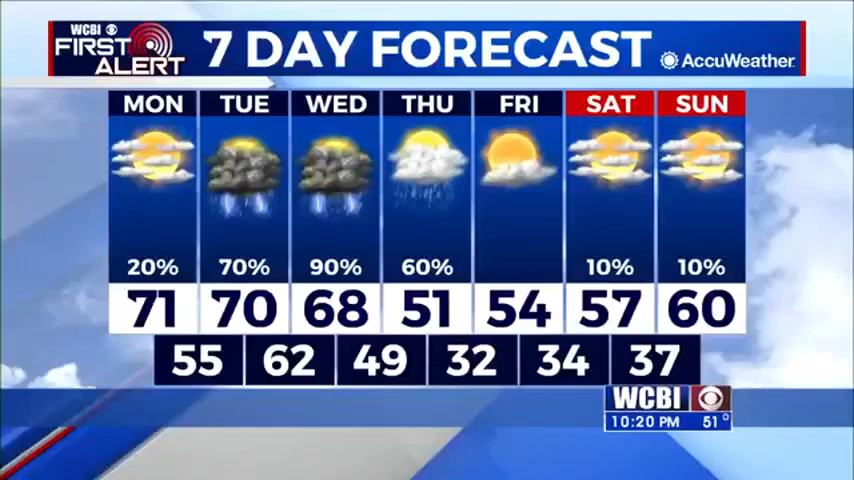 WCBI
FIRST
ALERT
7 DAY FORECAST
AccuWeather
MON TUE WED THU FRI SAT SUN
20% 70% 90% 60% 10% 10%
71 70 68 51 54 57 60
55 62 49 32 34 37
WCBI
10:20 PM 51°